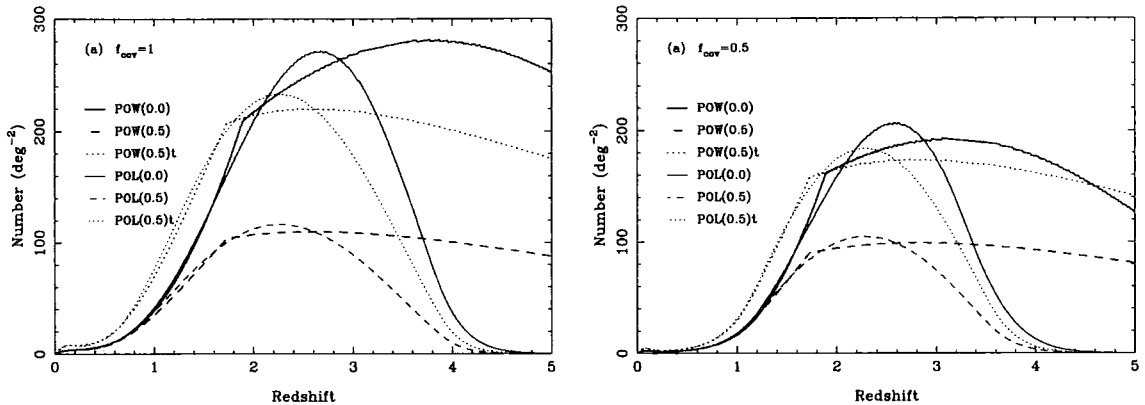 300
200
100
0
Number (deg⁻²)
(a) f_cov=1
POW(0.0)
POW(0.5)
POW(0.5)t
POL(0.0)
POL(0.5)
POL(0.5)t
0 1 2 3 4 5
Redshift
300
200
100
0
Number (deg⁻²)
(a) f_cov=0.5
POW(0.0)
POW(0.5)
POW(0.5)t
POL(0.0)
POL(0.5)
POL(0.5)t
0 1 2 3 4 5
Redshift